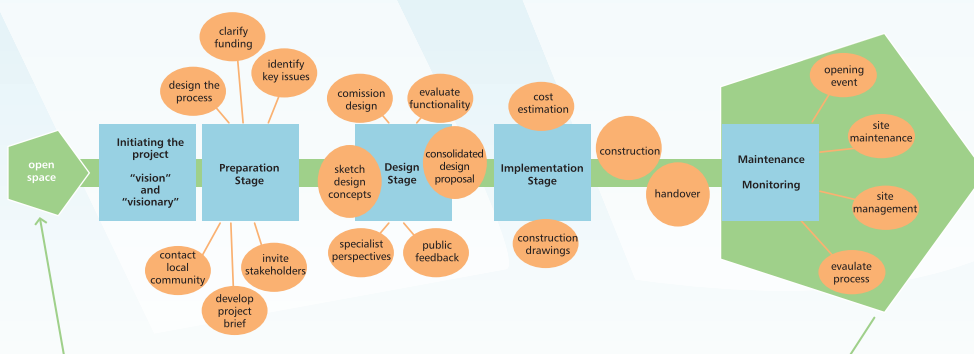 open
space
Initiating the
project
“vision”
and
“visionary”
clarify
funding
identify
key issues
design the
process
Preparation
Stage
contact
local
community
invite
stakeholders
develop
project
brief
comission
design
evaluate
functionality
sketch
design
concepts
Design
Stage
consolidated
design
proposal
specialist
perspectives
public
feedback
cost
estimation
Implementation
Stage
construction
drawings
construction
handover
Maintenance
Monitoring
opening
event
site
maintenance
site
management
evaulate
process